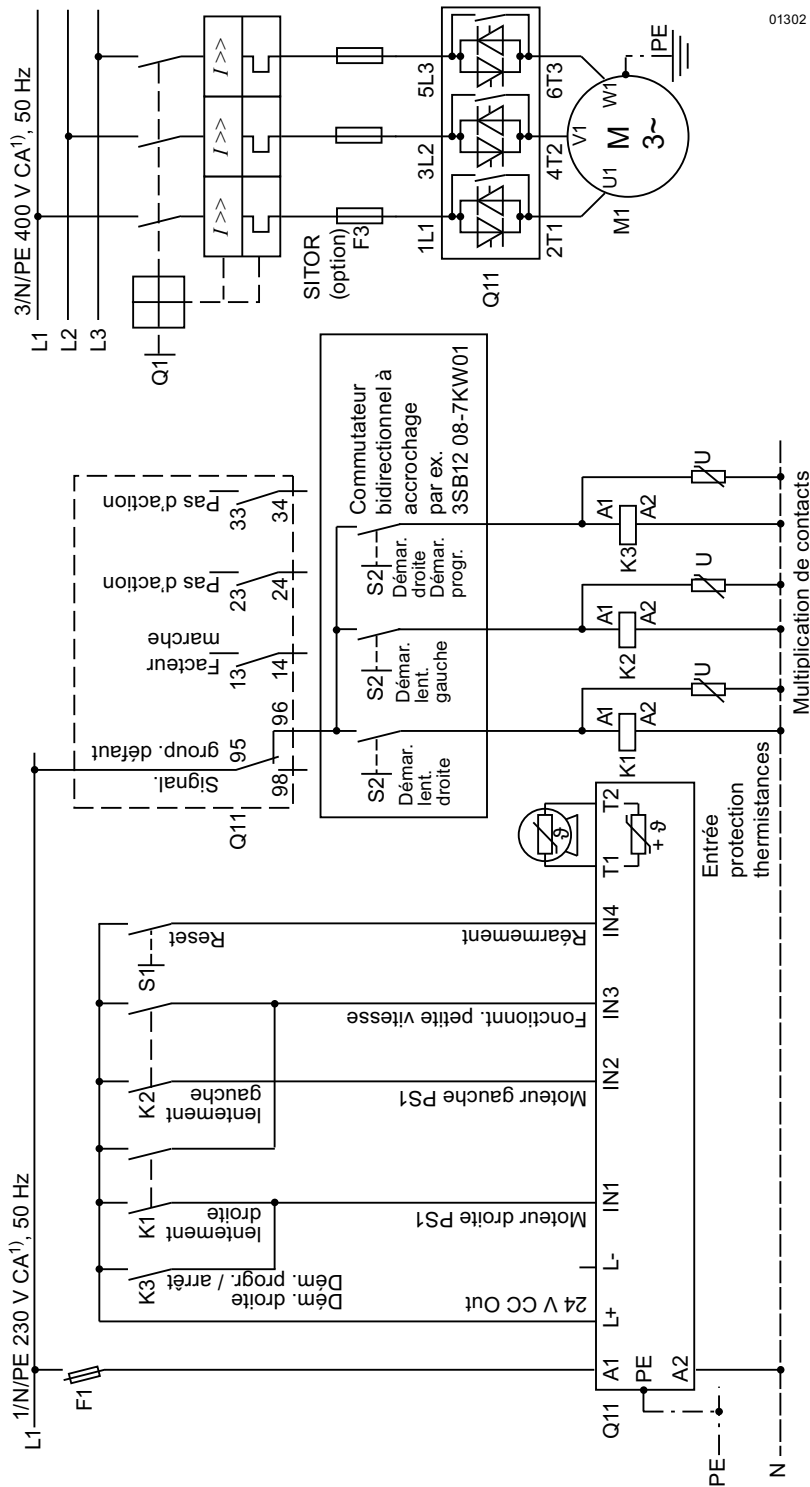 01302
3/N/PE 400 V CA1), 50 Hz
L1
L2
L3
Q1
I >>
I >>
I >>
SITOR
(option)
F3
1L1
3L2
5L3
Q11
2T1
4T2
6T3
U1
V1
W1
M
3~
M1
PE
1/N/PE 230 V CA1), 50 Hz
L1
F1
Q11
Signal.
group. défaut
95
98
96
Facteur
marche
13
14
Pas d'action
23
24
Pas d'action
33
34
Commutateur
bidirectionnel à
accrochage
par ex.
3SB12 08-7KW01
S2
Démar.
lent.
droite
S2
Démar.
lent.
gauche
S2
Démar.
droite
Démar.
progr.
K3
Dém. droite
Dém. progr. / arrêt
K1
lentement
droite
K2
lentement
gauche
S1
Reset
24 V CC Out
Moteur droite PS1
Moteur gauche PS1
Fonctionnt. petite vitesse
Réarmement
Q11
A1
PE
A2
L+
L-
IN1
IN2
IN3
IN4
T1
T2
ϑ
+ ϑ
Entrée
protection
thermistances
K1
A1
A2
U
K2
A1
A2
U
K3
A1
A2
U
PE
N
Multiplication de contacts